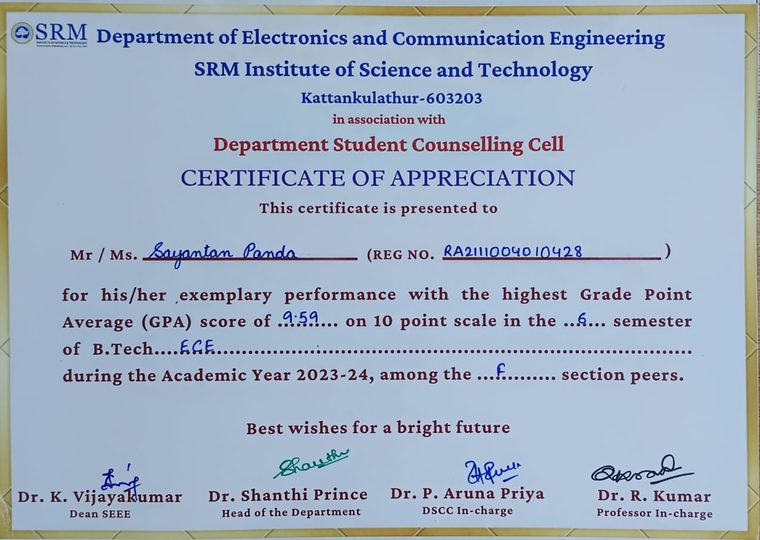 SRM Department of Electronics and Communication Engineering
SRM Institute of Science and Technology
Kattankulathur-603203
in association with
Department Student Counselling Cell
CERTIFICATE OF APPRECIATION
This certificate is presented to
Mr / Ms. Sayantan Panda (REG NO. RA2111004010428)
for his/her exemplary performance with the highest Grade Point
Average (GPA) score of ...9.59... on 10 point scale in the ..6... semester
of B.Tech....ECE...
during the Academic Year 2023-24, among the ...F......... section peers.
Best wishes for a bright future
Dr. K. Vijayakumar Dr. Shanthi Prince Dr. P. Aruna Priya Dr. R. Kumar
Dean SEEE Head of the Department DSCC In-charge Professor In-charge